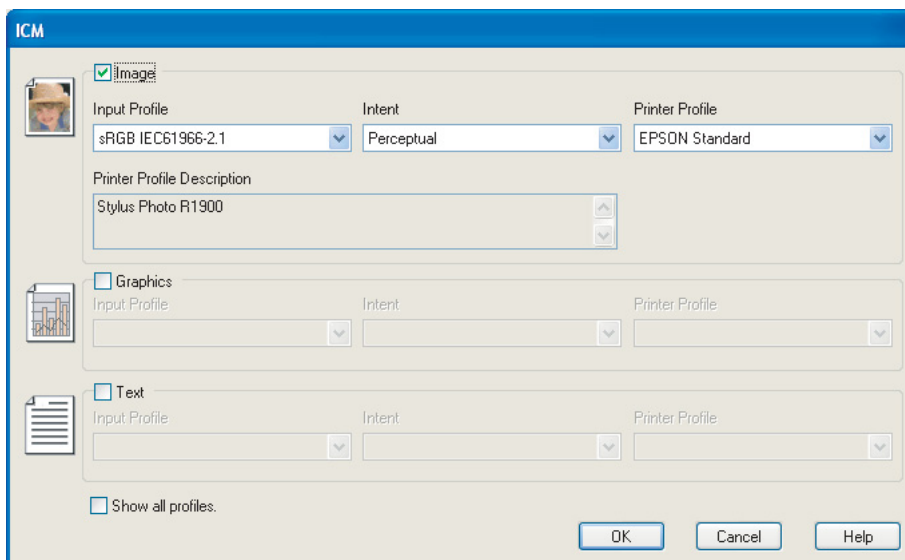 ICM
Image
Input Profile Intent Printer Profile
sRGB IEC61966-2.1 Perceptual EPSON Standard
Printer Profile Description
Stylus Photo R1900
Graphics
Input Profile Intent Printer Profile
Text
Input Profile Intent Printer Profile
Show all profiles.
OK Cancel Help